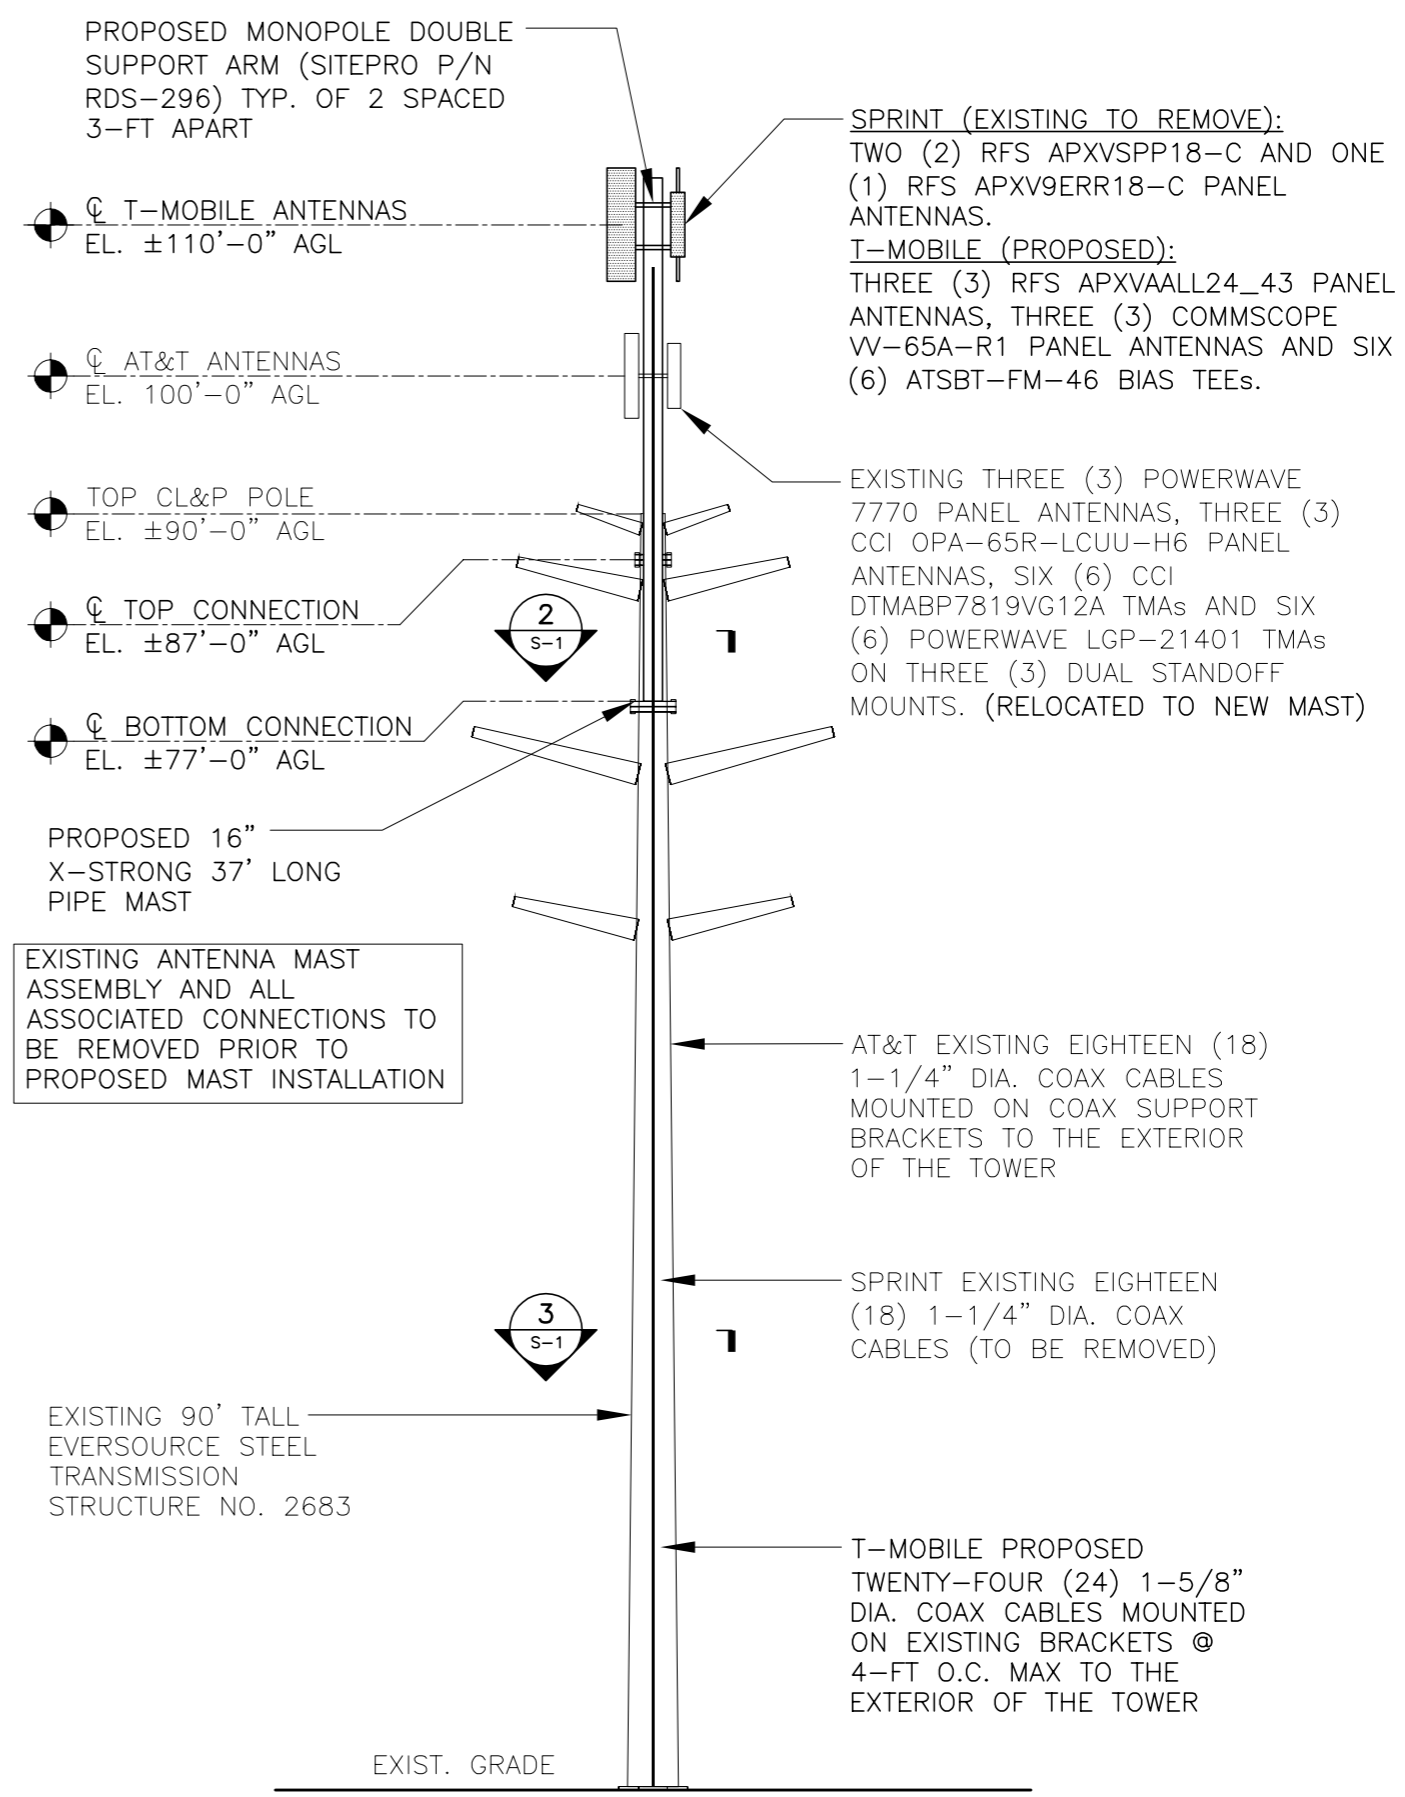 PROPOSED MONOPOLE DOUBLE
SUPPORT ARM (SITEPRO P/N
RDS-296) TYP. OF 2 SPACED
3-FT APART
SPRINT (EXISTING TO REMOVE):
TWO (2) RFS APXVSPP18-C AND ONE
(1) RFS APXV9ERR18-C PANEL
ANTENNAS.
T-MOBILE (PROPOSED):
THREE (3) RFS APXVAALL24_43 PANEL
ANTENNAS, THREE (3) COMMSCOPE
VV-65A-R1 PANEL ANTENNAS AND SIX
(6) ATSBT-FM-46 BIAS TEEs.
℄ T-MOBILE ANTENNAS
EL. ±110'-0" AGL
℄ AT&T ANTENNAS
EL. 100'-0" AGL
EXISTING THREE (3) POWERWAVE
7770 PANEL ANTENNAS, THREE (3)
CCI OPA-65R-LCUU-H6 PANEL
ANTENNAS, SIX (6) CCI
DTMABP7819VG12A TMAs AND SIX
(6) POWERWAVE LGP-21401 TMAs
ON THREE (3) DUAL STANDOFF
MOUNTS. (RELOCATED TO NEW MAST)
TOP CL&P POLE
EL. ±90'-0" AGL
℄ TOP CONNECTION
EL. ±87'-0" AGL
2
S-1
℄ BOTTOM CONNECTION
EL. ±77'-0" AGL
PROPOSED 16"
X-STRONG 37' LONG
PIPE MAST
EXISTING ANTENNA MAST
ASSEMBLY AND ALL
ASSOCIATED CONNECTIONS TO
BE REMOVED PRIOR TO
PROPOSED MAST INSTALLATION
AT&T EXISTING EIGHTEEN (18)
1-1/4" DIA. COAX CABLES
MOUNTED ON COAX SUPPORT
BRACKETS TO THE EXTERIOR
OF THE TOWER
SPRINT EXISTING EIGHTEEN
(18) 1-1/4" DIA. COAX
CABLES (TO BE REMOVED)
3
S-1
EXISTING 90' TALL
EVERSOURCE STEEL
TRANSMISSION
STRUCTURE NO. 2683
T-MOBILE PROPOSED
TWENTY-FOUR (24) 1-5/8"
DIA. COAX CABLES MOUNTED
ON EXISTING BRACKETS @
4-FT O.C. MAX TO THE
EXTERIOR OF THE TOWER
EXIST. GRADE